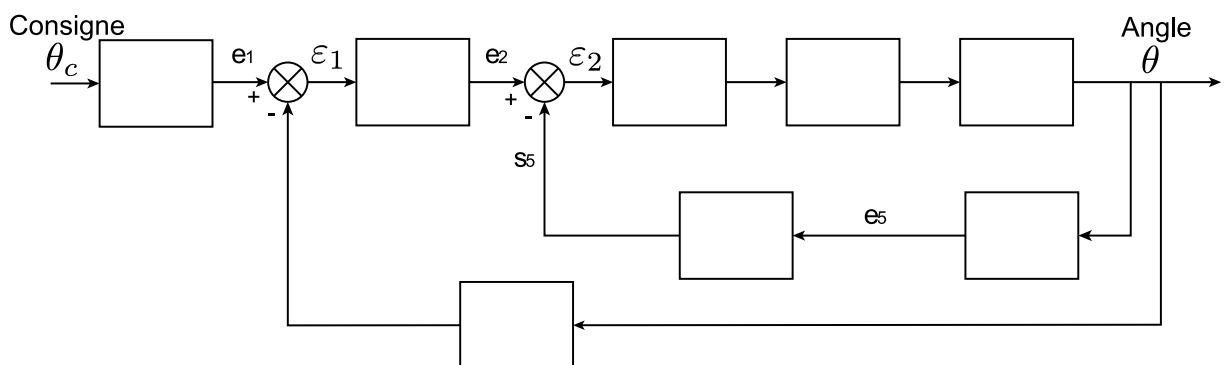 Consigne
θc
e1
+
-
ε1
e2
+
-
ε2
Angle
θ
s5
e5